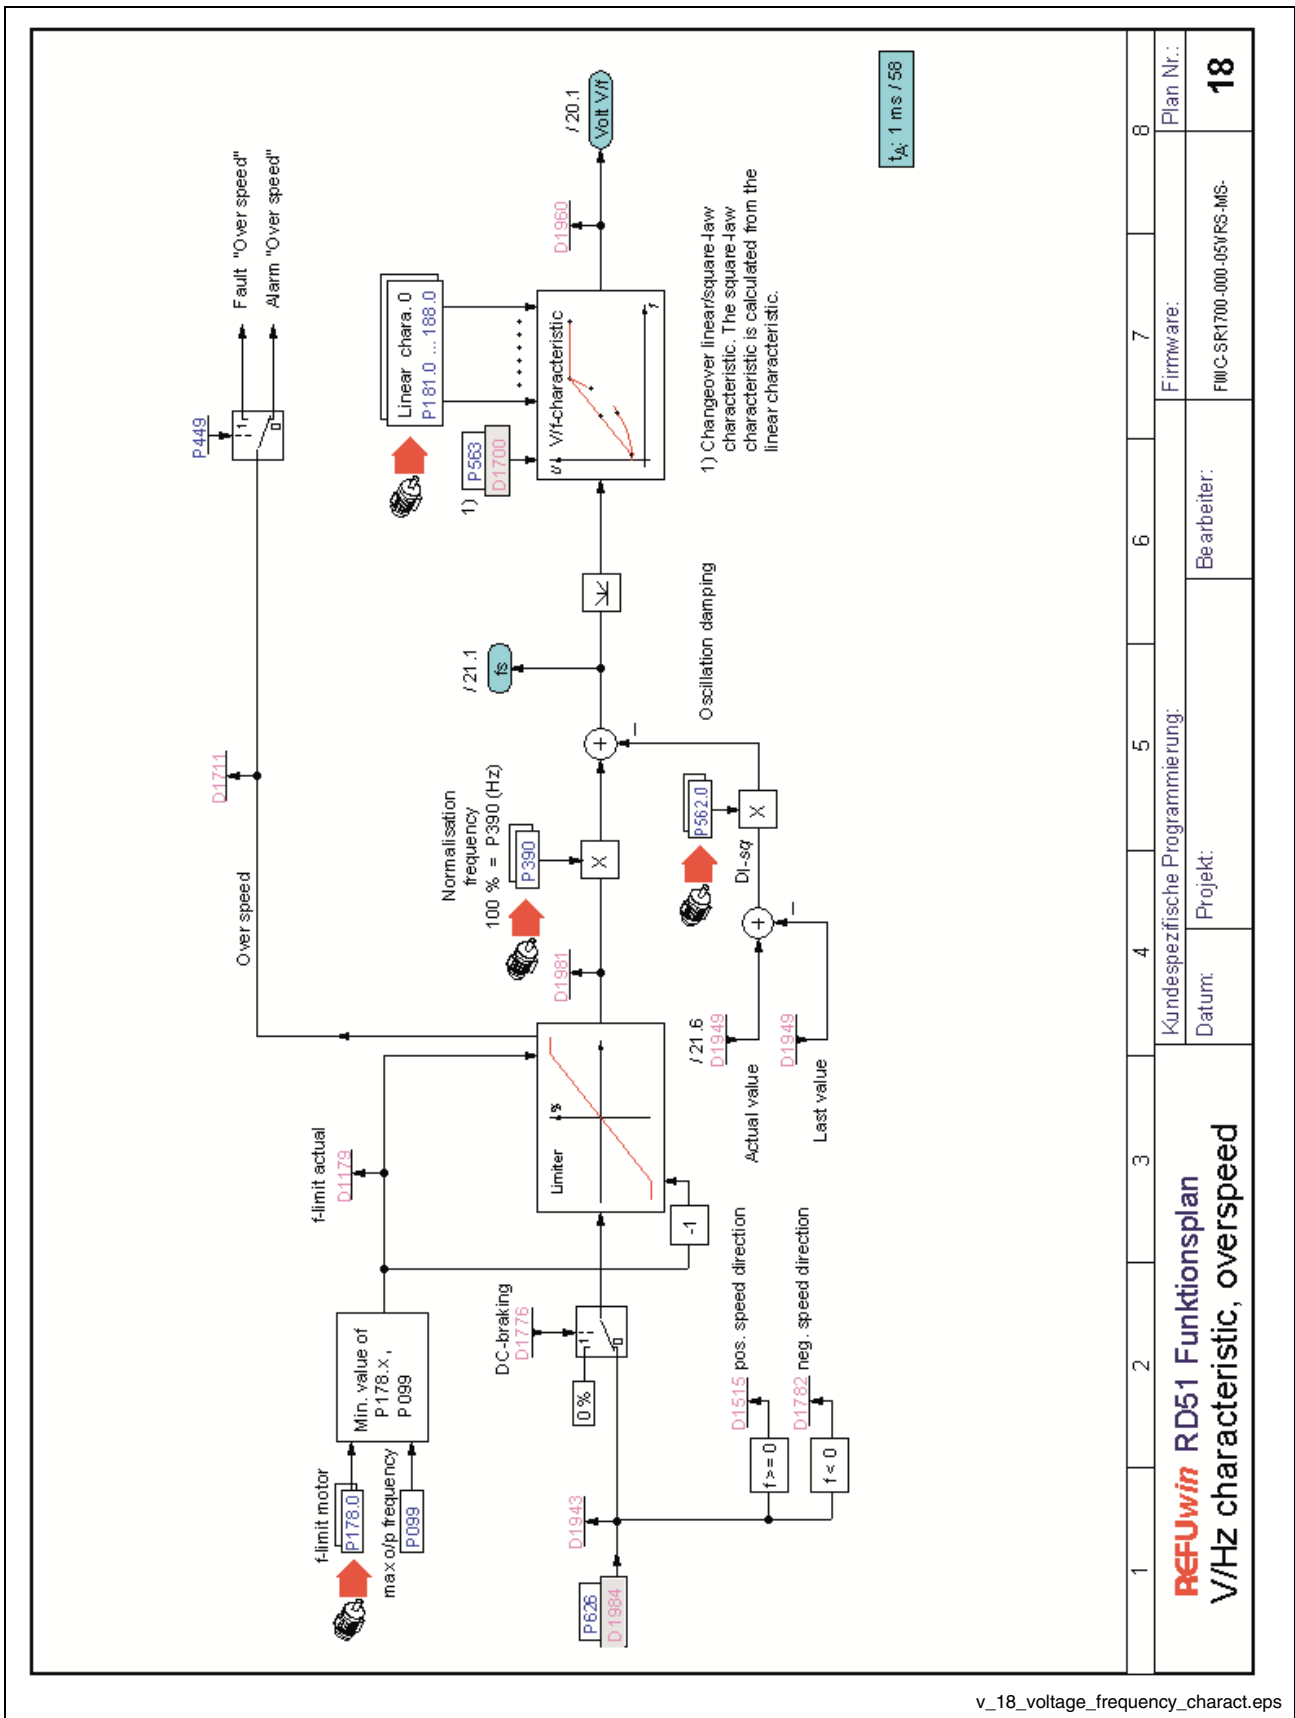 f-limit motor
P178.0
max o/p frequency
P099
Min. value of
P178.x,
P099
f-limit actual
D1179
Over speed
D1711
P449
1
0
Fault "Over speed"
Alarm "Over speed"
P626
D1984
D1943
DC-braking
D1776
0 %
1
0
Limiter
%
-1
D1981
Normalisation
frequency
100 % = P390 (Hz)
P390
X
+
–
/ 21.1
fs
1)
P563
D1700
Linear chara. 0
P181.0 ... 188.0
U
V/f-characteristic
f
D1960
/ 20.1
Volt V/f
f >= 0
D1515 pos. speed direction
f < 0
D1782 neg. speed direction
/ 21.6
D1949
Actual value
D1949
Last value
+
–
DI-sq
P562.0
X
Oscillation damping
1) Changeover linear/square-law
characteristic. The square-law
characteristic is calculated from the
linear characteristic.
tA: 1 ms / 58
1 2 3 4 5 6 7 8
REFUwin RD51 Funktionsplan
V/Hz characteristic, overspeed
Kundespezifische Programmierung:
Datum:
Projekt:
Bearbeiter:
Firmware:
FWC-SR1700-000-05VRS-MS-
Plan Nr.:
18
v_18_voltage_frequency_charact.eps